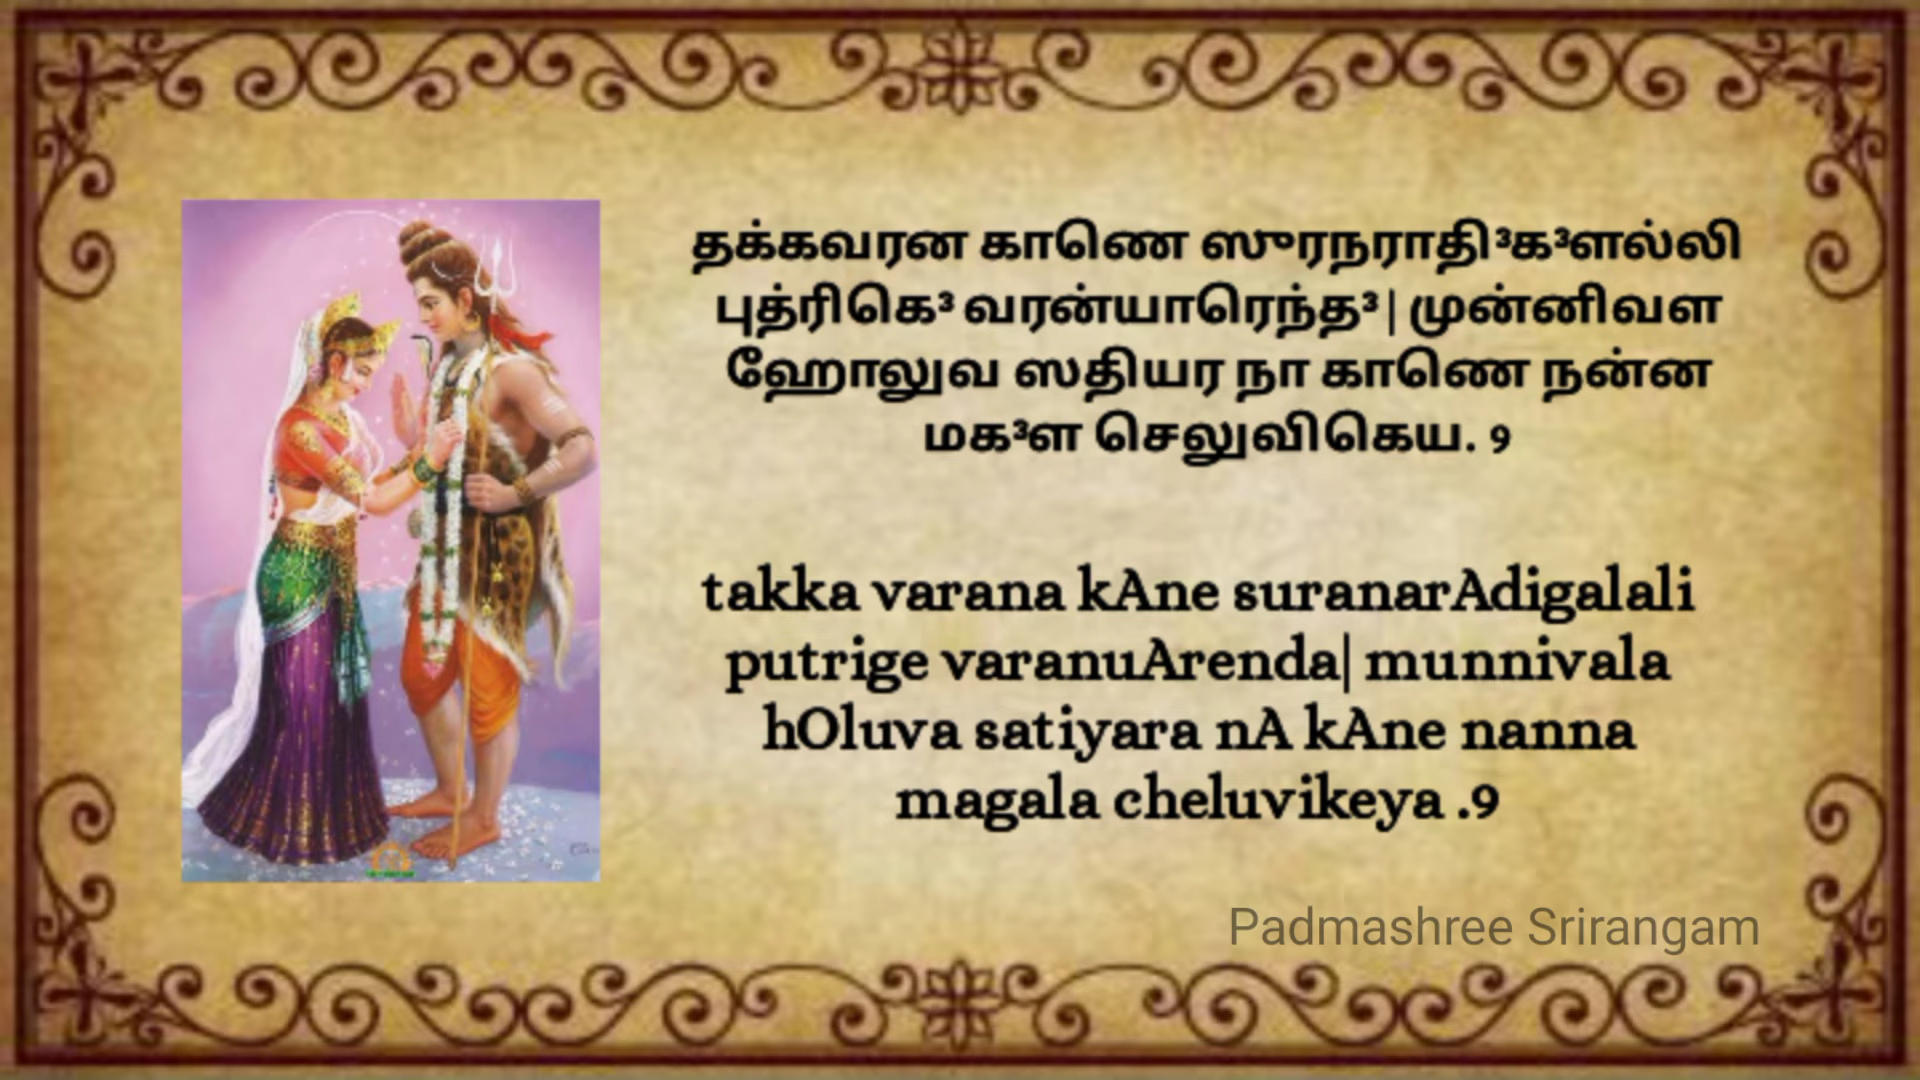 தக்கவரன காணெ ஸுரநராதி³க³ளல்லி
புத்ரிகெ³ வரன்யாரெந்த³| முன்னிவள
ஹோலுவ ஸதியர நா காணெ நன்ன
மக³ள செலுவிகெய. 9
takka varana kAne suranarAdigalali
putrige varanuArenda| munnivala
hOluva satiyara nA kAne nanna
magala cheluvikeya .9
Padmashree Srirangam